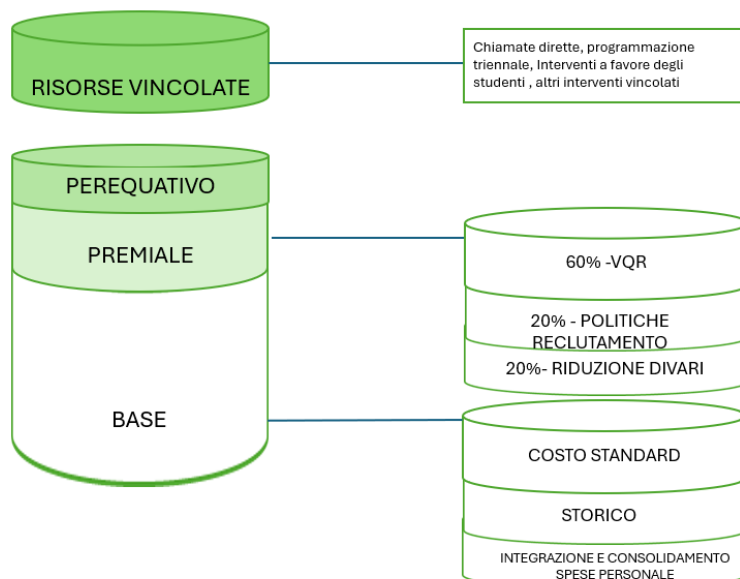 RISORSE VINCOLATE
Chiamate dirette, programmazione
triennale, Interventi a favore degli
studenti , altri interventi vincolati
PEREQUATIVO
PREMIALE
60% -VQR
20% - POLITICHE
RECLUTAMENTO
20%- RIDUZIONE DIVARI
BASE
COSTO STANDARD
STORICO
INTEGRAZIONE E CONSOLIDAMENTO
SPESE PERSONALE